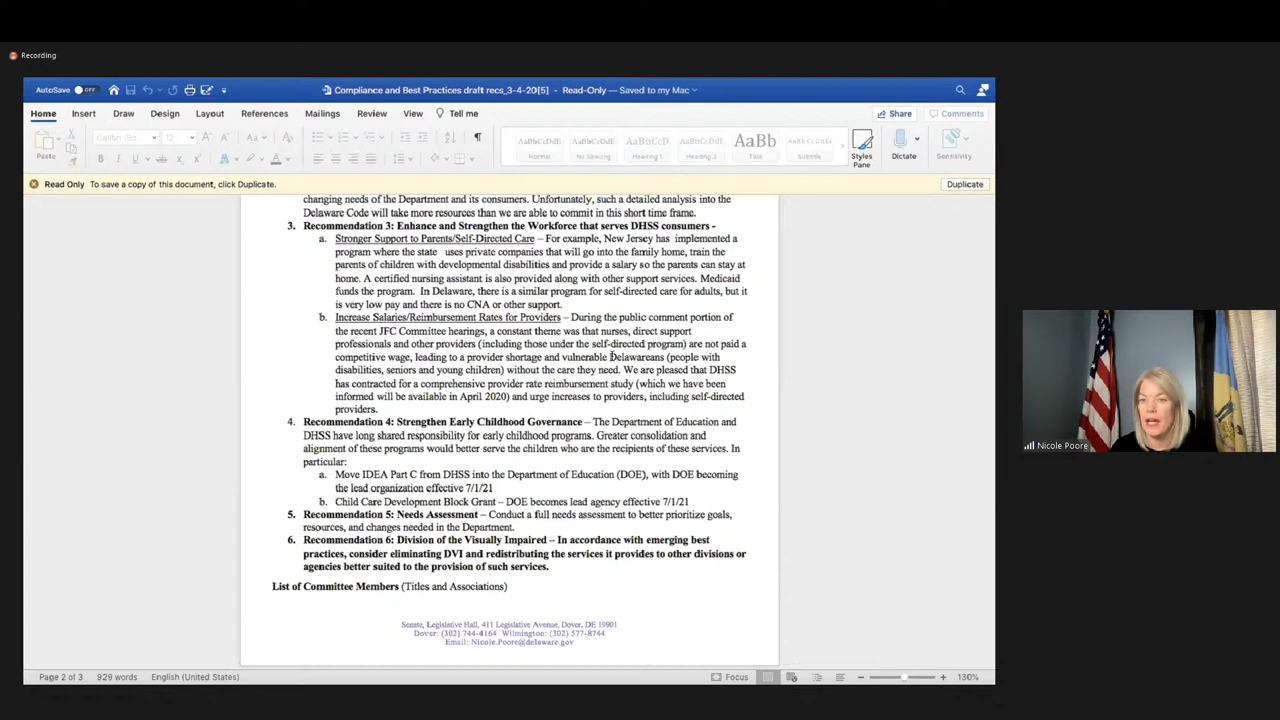 Recording
AutoSave OFF
Compliance and Best Practices draft recs_3-4-20[5] - Read-Only — Saved to my Mac
Home Insert Draw Design Layout References Mailings Review View Tell me Share Comments
Calibri (B... 12
Paste
AaBbCcDdE AaBbCcDdE AaBbCcD AaBbCcDdE AaBb AaBbCcDdE
Normal No Spacing Heading 1 Heading 2 Title Subtitle
Styles Pane
Dictate
Sensitivity
Read Only To save a copy of this document, click Duplicate. Duplicate
changing needs of the Department and its consumers. Unfortunately, such a detailed analysis into the
Delaware Code will take more resources than we are able to commit in this short time frame.
3. Recommendation 3: Enhance and Strengthen the Workforce that serves DHSS consumers -
a. Stronger Support to Parents/Self-Directed Care – For example, New Jersey has implemented a
program where the state uses private companies that will go into the family home, train the
parents of children with developmental disabilities and provide a salary so the parents can stay at
home. A certified nursing assistant is also provided along with other support services. Medicaid
funds the program. In Delaware, there is a similar program for self-directed care for adults, but it
is very low pay and there is no CNA or other support.
b. Increase Salaries/Reimbursement Rates for Providers – During the public comment portion of
the recent JFC Committee hearings, a constant theme was that nurses, direct support
professionals and other providers (including those under the self-directed program) are not paid a
competitive wage, leading to a provider shortage and vulnerable Delawareans (people with
disabilities, seniors and young children) without the care they need. We are pleased that DHSS
has contracted for a comprehensive provider rate reimbursement study (which we have been
informed will be available in April 2020) and urge increases to providers, including self-directed
providers.
4. Recommendation 4: Strengthen Early Childhood Governance – The Department of Education and
DHSS have long shared responsibility for early childhood programs. Greater consolidation and
alignment of these programs would better serve the children who are the recipients of these services. In
particular:
a. Move IDEA Part C from DHSS into the Department of Education (DOE), with DOE becoming
the lead organization effective 7/1/21
b. Child Care Development Block Grant – DOE becomes lead agency effective 7/1/21
5. Recommendation 5: Needs Assessment – Conduct a full needs assessment to better prioritize goals,
resources, and changes needed in the Department.
6. Recommendation 6: Division of the Visually Impaired – In accordance with emerging best
practices, consider eliminating DVI and redistributing the services it provides to other divisions or
agencies better suited to the provision of such services.
List of Committee Members (Titles and Associations)
Senate, Legislative Hall, 411 Legislative Avenue, Dover, DE 19901
Dover: (302) 744-4164 Wilmington: (302) 577-8744
Email: Nicole.Poore@delaware.gov
Page 2 of 3 929 words English (United States) Focus 130%
Nicole Poore